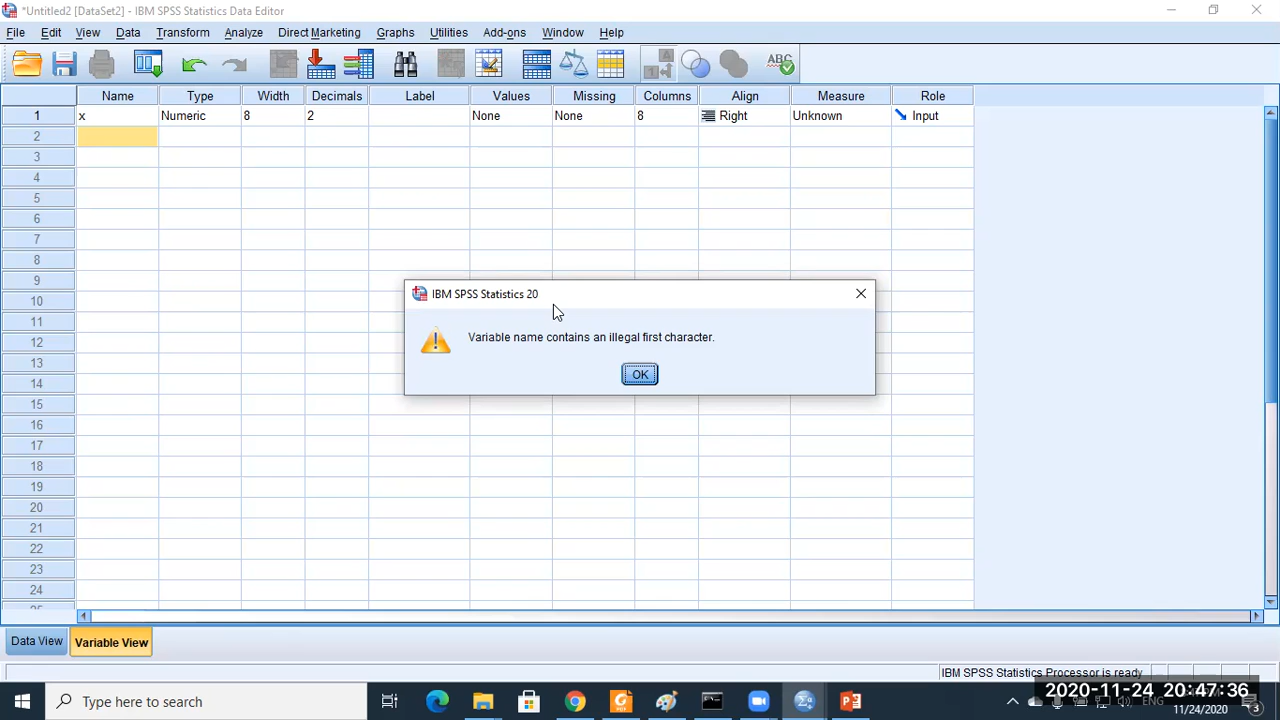 *Untitled2 [DataSet2] - IBM SPSS Statistics Data Editor
File Edit View Data Transform Analyze Direct Marketing Graphs Utilities Add-ons Window Help
Name Type Width Decimals Label Values Missing Columns Align Measure Role
1 x Numeric 8 2 None None 8 Right Unknown Input
2
3
4
5
6
7
8
9
10
11
12
13
14
15
16
17
18
19
20
21
22
23
24
IBM SPSS Statistics 20
Variable name contains an illegal first character.
OK
Data View Variable View
IBM SPSS Statistics Processor is ready
Type here to search
2020-11-24 20:47:36
ENG
11/24/2020
3